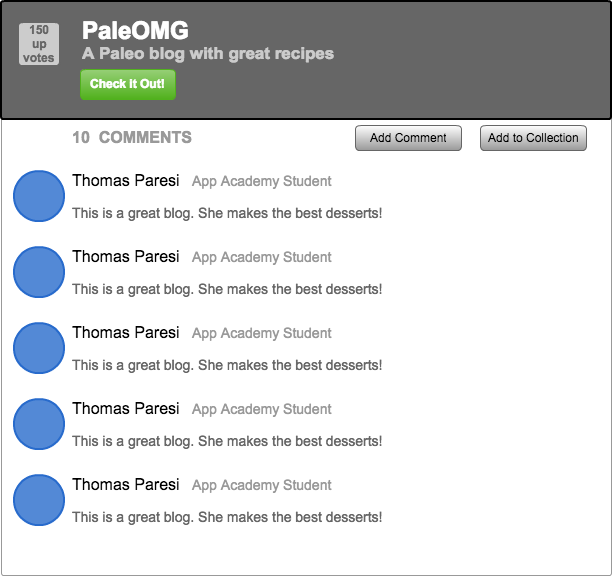 150
up
votes
PaleOMG
A Paleo blog with great recipes
Check It Out!
10 COMMENTS
Add Comment
Add to Collection
Thomas Paresi App Academy Student
This is a great blog. She makes the best desserts!
Thomas Paresi App Academy Student
This is a great blog. She makes the best desserts!
Thomas Paresi App Academy Student
This is a great blog. She makes the best desserts!
Thomas Paresi App Academy Student
This is a great blog. She makes the best desserts!
Thomas Paresi App Academy Student
This is a great blog. She makes the best desserts!